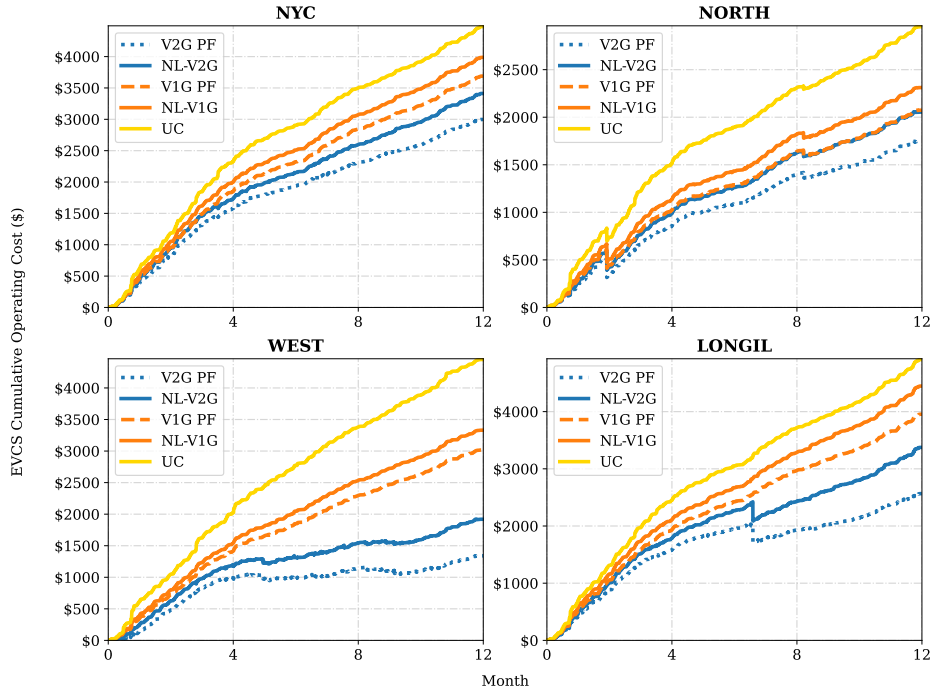 NYC
$4000
$3500
$3000
$2500
$2000
$1500
$1000
$500
$0
V2G PF
NL-V2G
V1G PF
NL-V1G
UC
0 4 8 12
NORTH
$2500
$2000
$1500
$1000
$500
$0
V2G PF
NL-V2G
V1G PF
NL-V1G
UC
0 4 8 12
EVCS Cumulative Operating Cost ($)
WEST
$4000
$3500
$3000
$2500
$2000
$1500
$1000
$500
$0
V2G PF
NL-V2G
V1G PF
NL-V1G
UC
0 4 8 12
LONGIL
$4000
$3000
$2000
$1000
$0
V2G PF
NL-V2G
V1G PF
NL-V1G
UC
0 4 8 12
Month